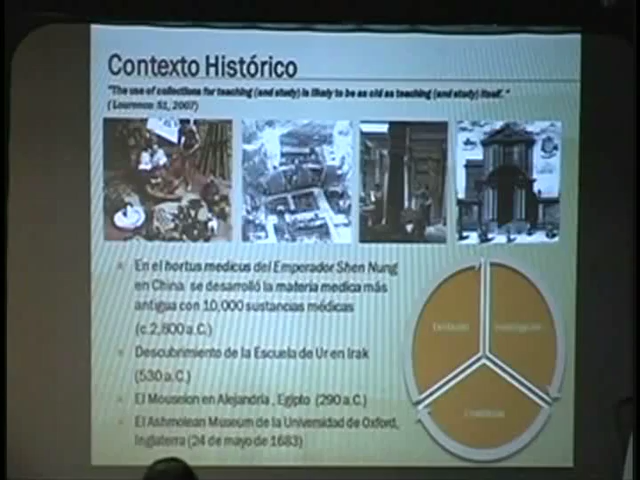 Contexto Histórico
"The use of collections for teaching (and study) is likely to be as old as teaching (and study) itself."
2007)
En el hortus medicus del Emperador Shen Nung
en China se desarrolló la materia medica más
antigua con 10,000 sustancias médicas
(c.2,800 a.C.)
Descubrimiento de la Escuela de Ur en Irak
(530 a.C.)
El Mouseion en Alejandría , Egipto (290 a.C.)
El Ashmolean Museum de la Universidad de Oxford,
Inglaterra (24 de mayo de 1683)